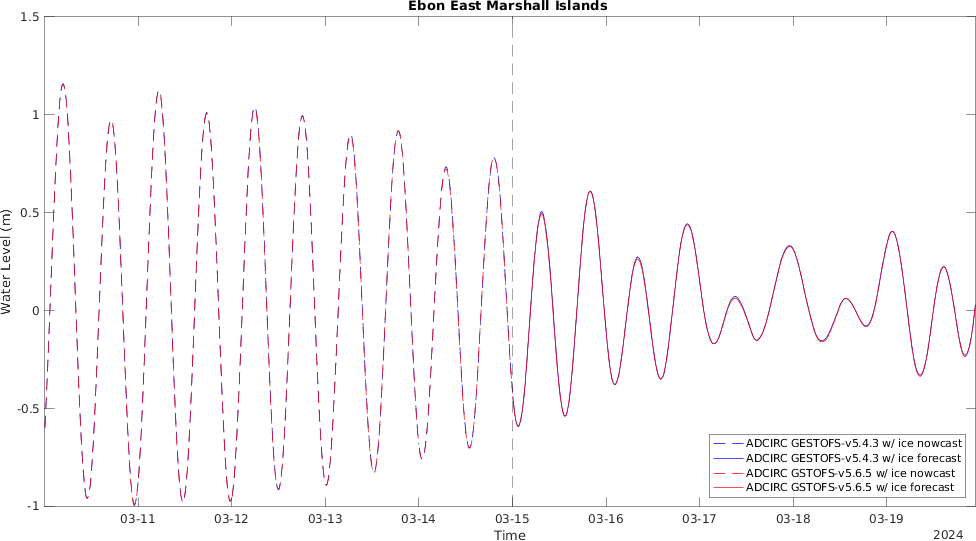 Ebon East Marshall Islands
1.5
1
0.5
0
-0.5
-1
Water Level (m)
ADCIRC GESTOFS-v5.4.3 w/ ice nowcast
ADCIRC GESTOFS-v5.4.3 w/ ice forecast
ADCIRC GSTOFS-v5.6.5 w/ ice nowcast
ADCIRC GSTOFS-v5.6.5 w/ ice forecast
03-11 03-12 03-13 03-14 03-15 03-16 03-17 03-18 03-19
Time
2024